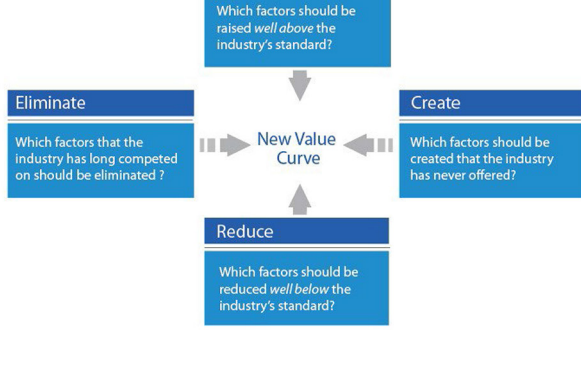 Which factors should be
raised well above the
industry's standard?
Eliminate
Which factors that the
industry has long competed
on should be eliminated ?
New Value
Curve
Create
Which factors should be
created that the industry
has never offered?
Reduce
Which factors should be
reduced well below the
industry's standard?